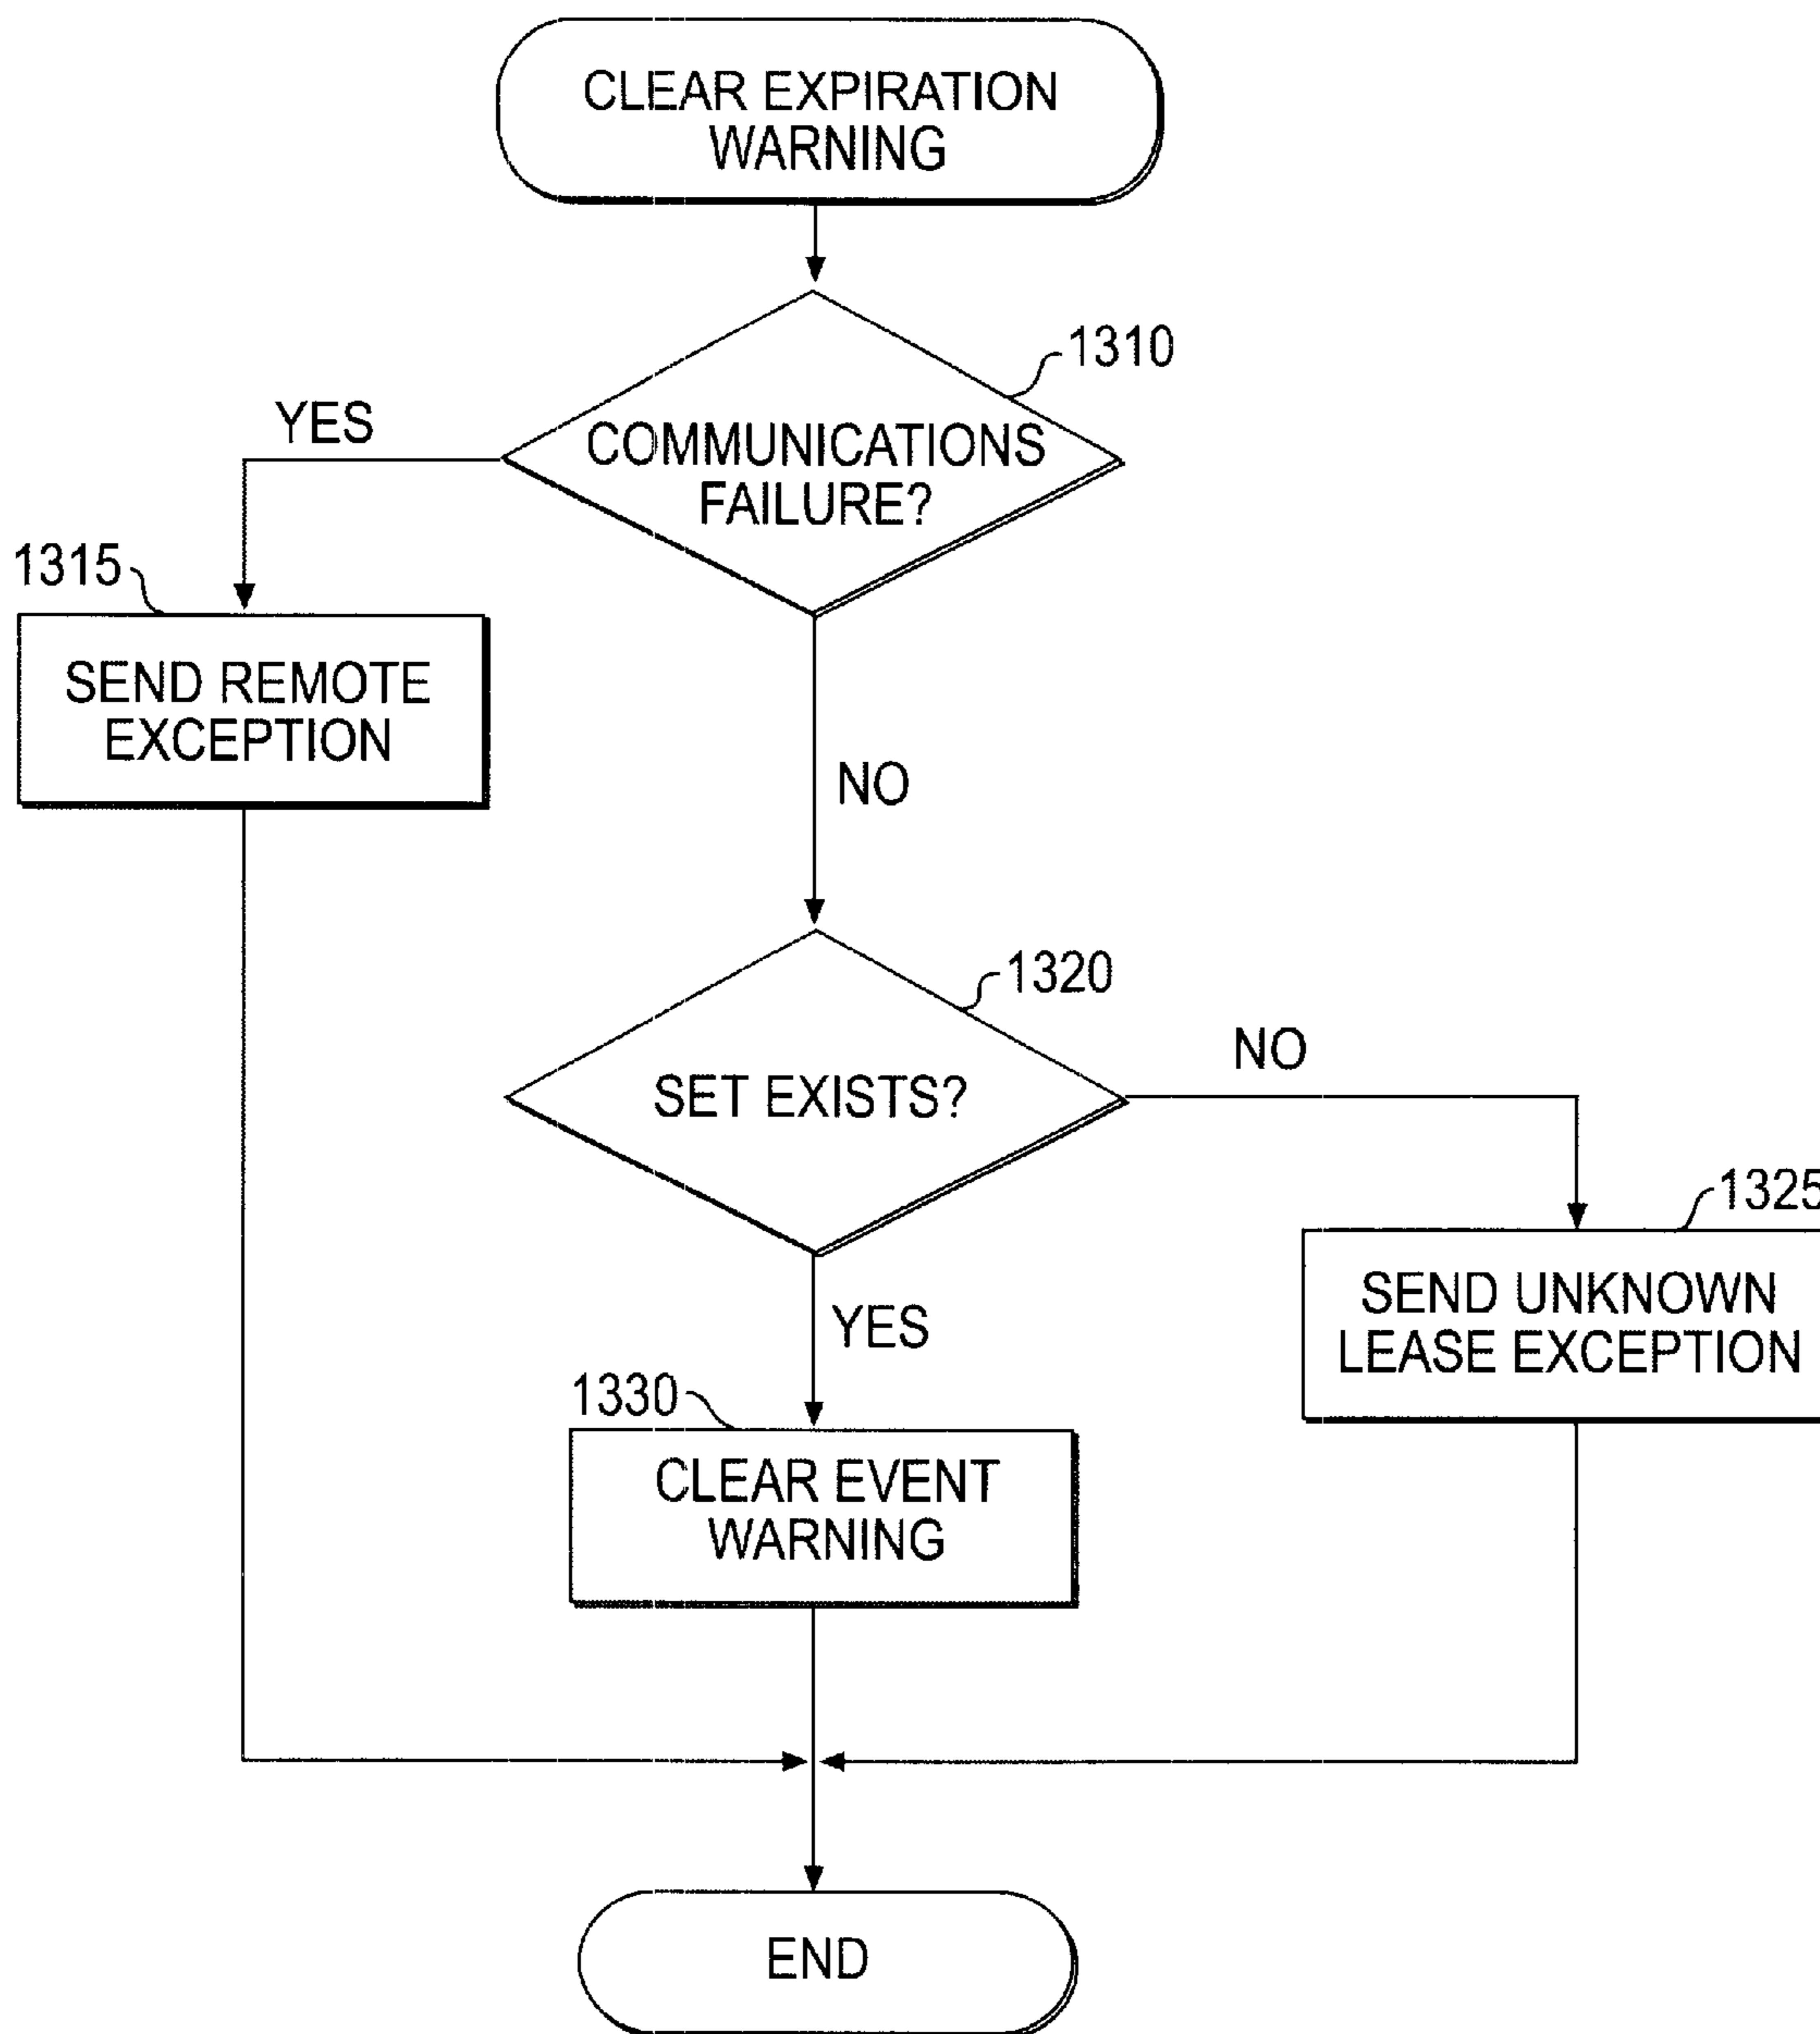 CLEAR EXPIRATION
WARNING
1310
COMMUNICATIONS
FAILURE?
YES
1315
SEND REMOTE
EXCEPTION
NO
1320
SET EXISTS?
NO
1325
SEND UNKNOWN
LEASE EXCEPTION
YES
1330
CLEAR EVENT
WARNING
END